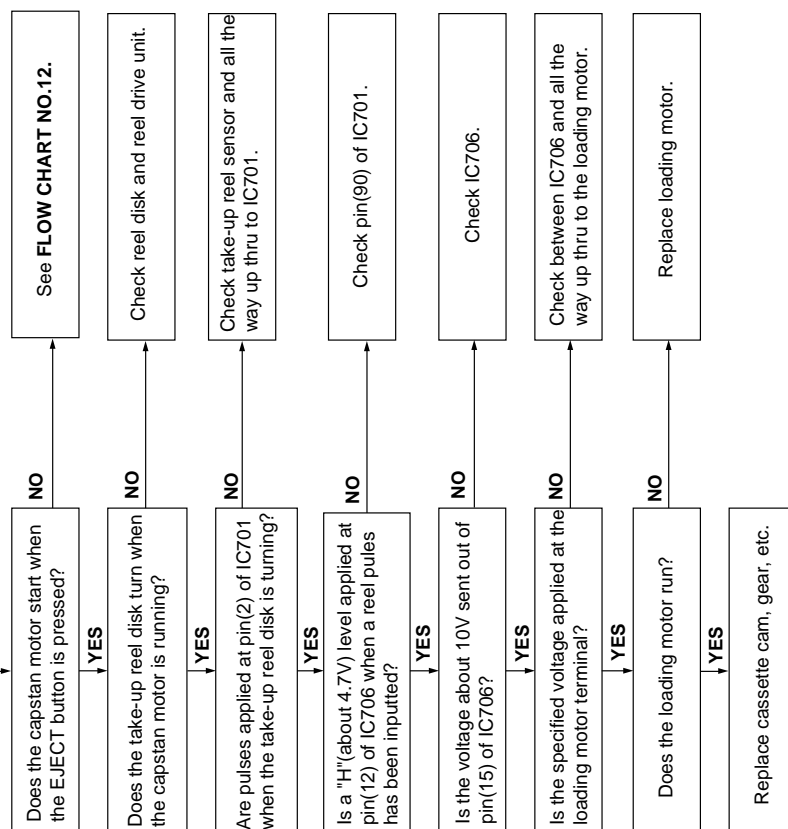 Does the capstan motor start when
the EJECT button is pressed?
NO
See FLOW CHART NO.12.
YES
Does the take-up reel disk turn when
the capstan motor is running?
NO
Check reel disk and reel drive unit.
YES
Are pulses applied at pin(2) of IC701
when the take-up reel disk is turning?
NO
Check take-up reel sensor and all the
way up thru to IC701.
YES
Is a "H"(about 4.7V) level applied at
pin(12) of IC706 when a reel pules
has been inputted?
NO
Check pin(90) of IC701.
YES
Is the voltage about 10V sent out of
pin(15) of IC706?
NO
Check IC706.
YES
Is the specified voltage applied at the
loading motor terminal?
NO
Check between IC706 and all the
way up thru to the loading motor.
YES
Does the loading motor run?
NO
Replace loading motor.
YES
Replace cassette cam, gear, etc.